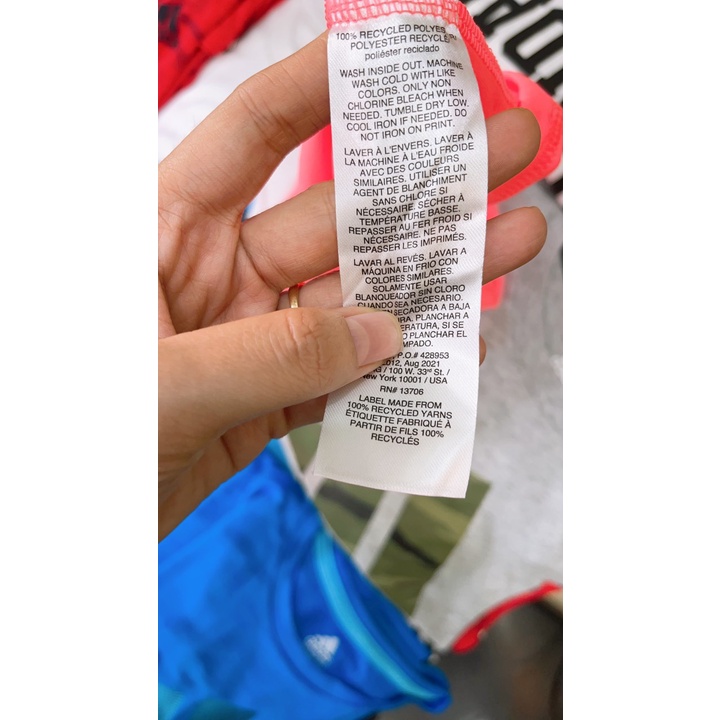 100% RECYCLED POLYES
POLYESTER RECYCLÉ/
poliéster reciclado
WASH INSIDE OUT. MACHINE
WASH COLD WITH LIKE
COLORS. ONLY NON
CHLORINE BLEACH WHEN
NEEDED. TUMBLE DRY LOW.
COOL IRON IF NEEDED. DO
NOT IRON ON PRINT.
LAVER À L'ENVERS. LAVER À
LA MACHINE À L'EAU FROIDE
AVEC DES COULEURS
SIMILAIRES. UTILISER UN
AGENT DE BLANCHIMENT
SANS CHLORE SI
NÉCESSAIRE. SÉCHER À
TEMPÉRATURE BASSE.
REPASSER AU FER FROID SI
NÉCESSAIRE. NE PAS
REPASSER LES IMPRIMÉS.
LAVAR AL REVÉS. LAVAR A
MÁQUINA EN FRIO CON
COLORES SIMILARES.
SOLAMENTE USAR
BLANQUEADOR SIN CLORO
CUANDO SEA NECESARIO.
SECADORA A BAJA
URA. PLANCHAR A
ERATURA, SI SE
O PLANCHAR EL
MPADO.
P.O.# 428953
012, Aug 2021
G / 100 W. 33rd St. /
New York 10001 / USA
RN# 13706
LABEL MADE FROM
100% RECYCLED YARNS
ÉTIQUETTE FABRIQUÉ À
PARTIR DE FILS 100%
RECYCLÉS